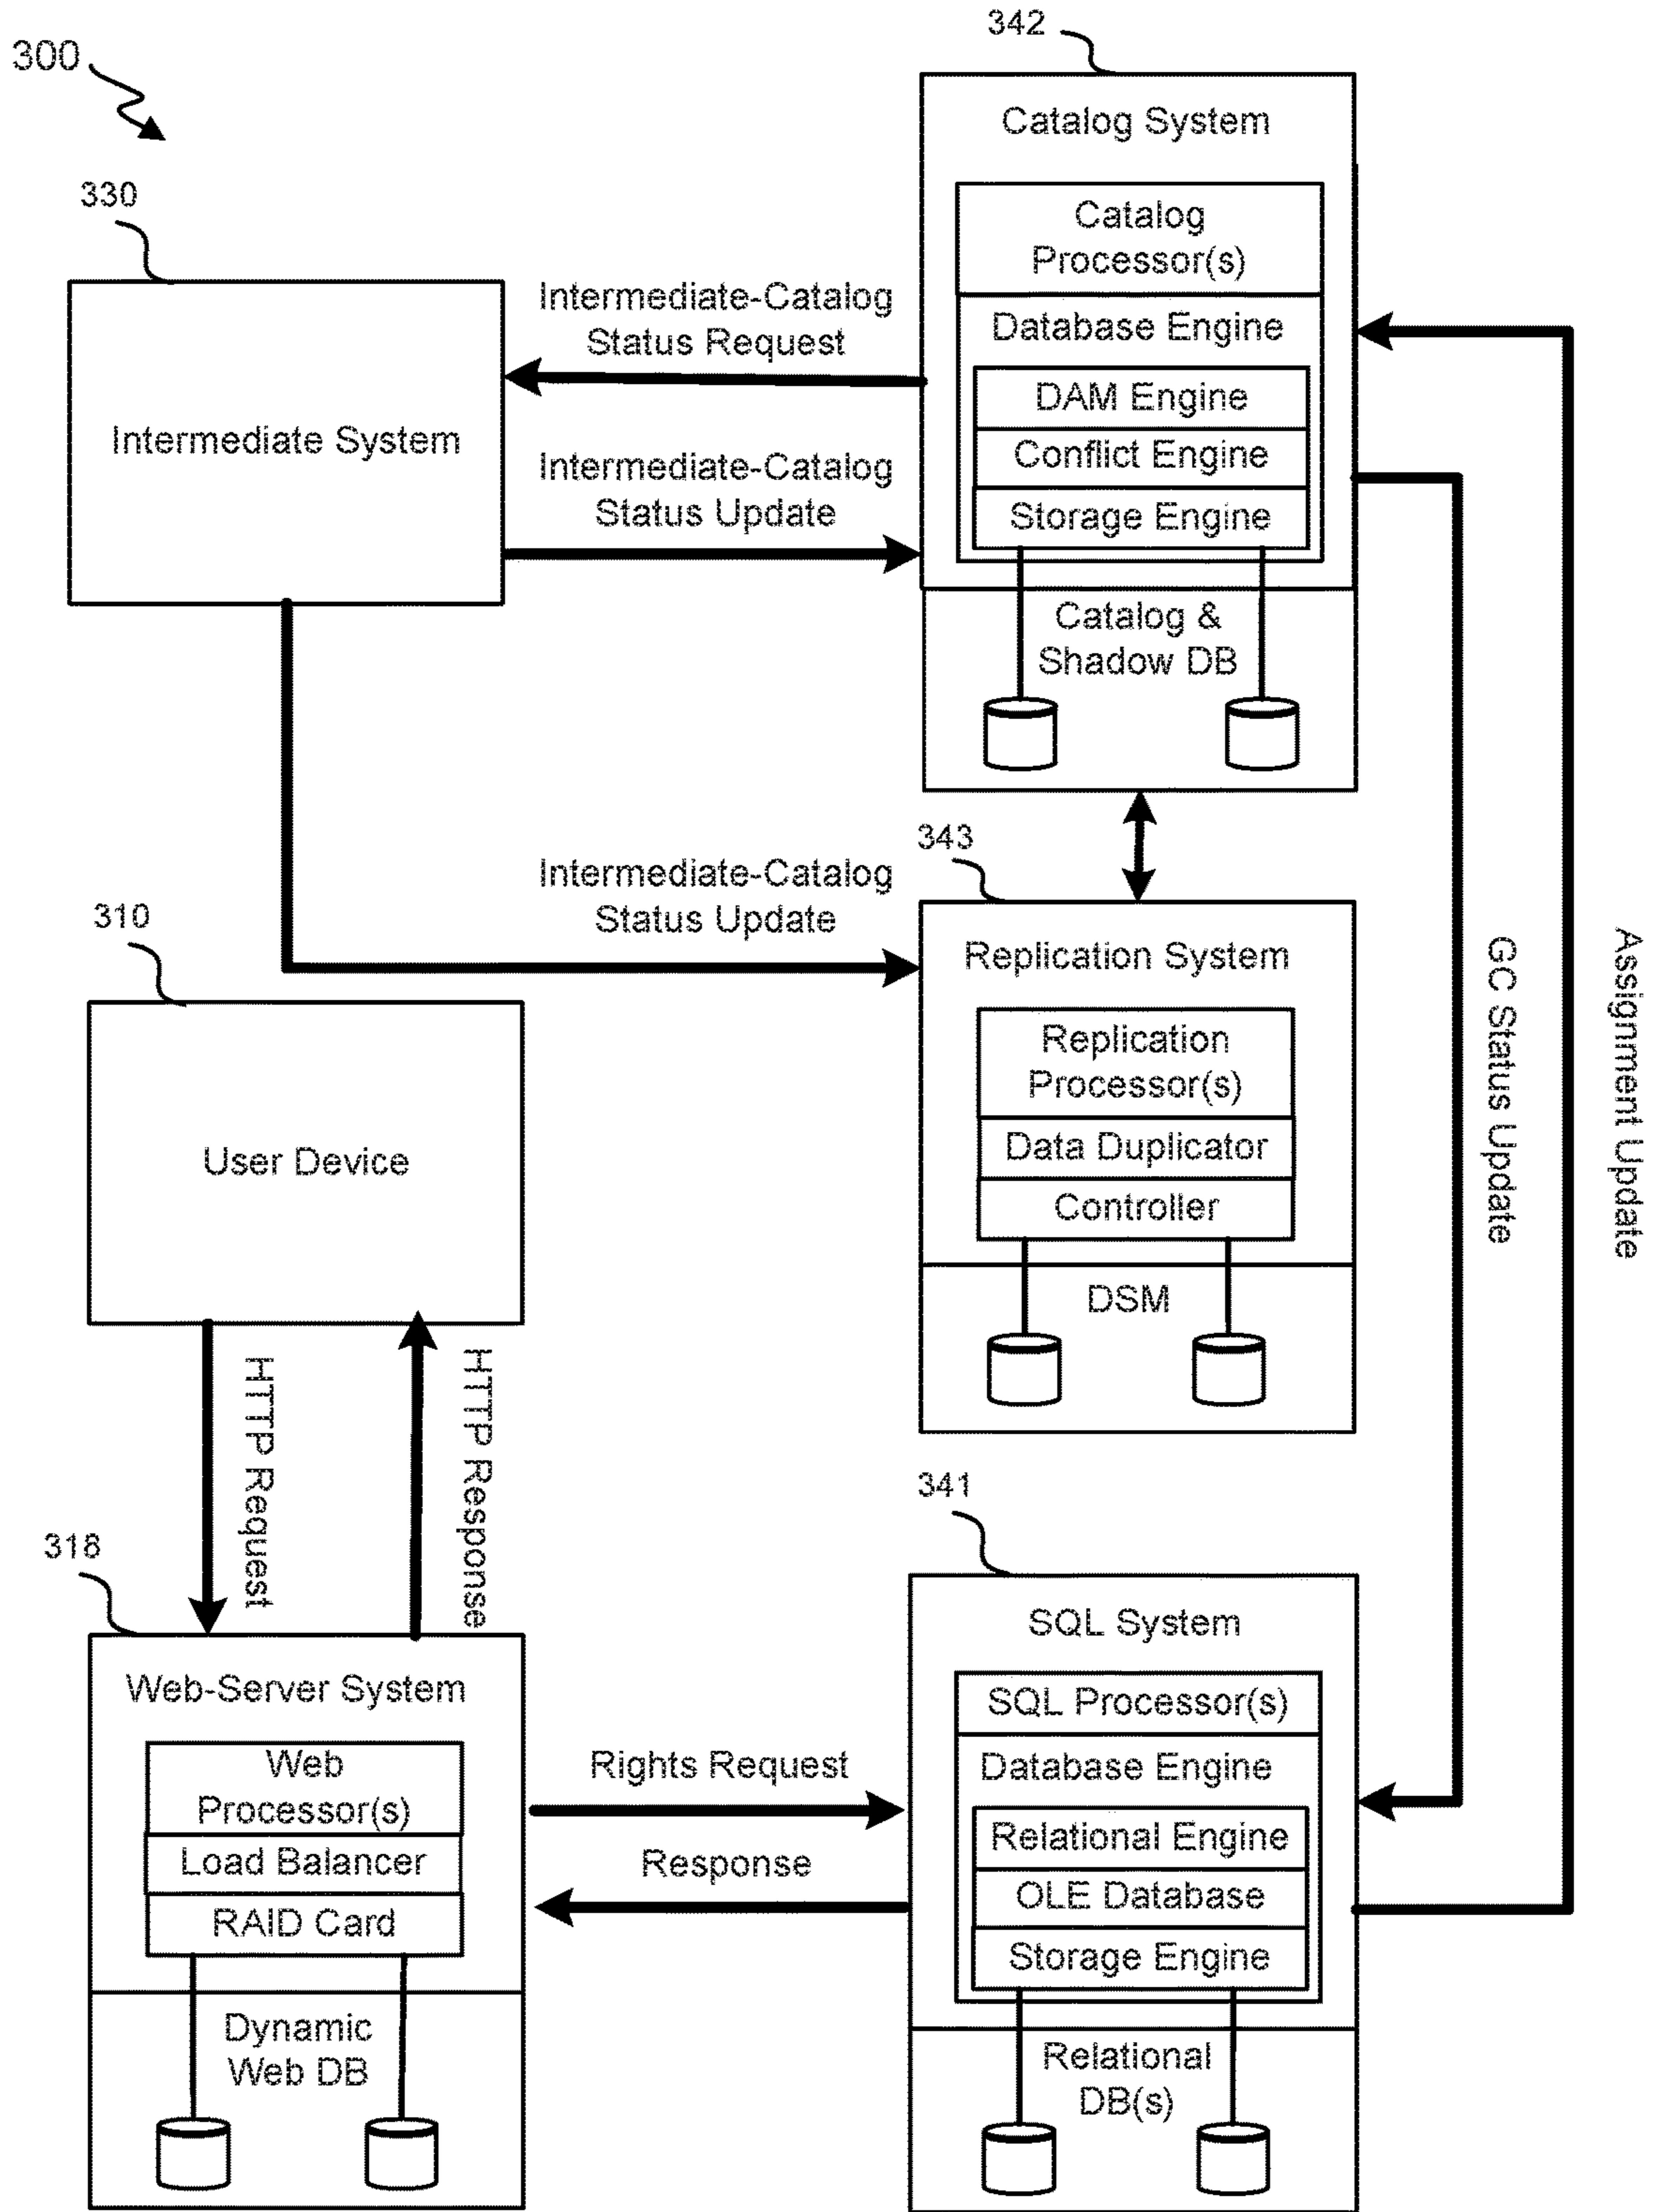 300
342
Catalog System
Catalog
Processor(s)
Database Engine
DAM Engine
Conflict Engine
Storage Engine
Catalog &
Shadow DB
330
Intermediate System
Intermediate-Catalog
Status Request
Intermediate-Catalog
Status Update
Intermediate-Catalog
Status Update
343
Replication System
Replication
Processor(s)
Data Duplicator
Controller
DSM
GC Status Update
Assignment Update
310
User Device
HTTP Request
HTTP Response
318
Web-Server System
Web
Processor(s)
Load Balancer
RAID Card
Dynamic
Web DB
Rights Request
Response
341
SQL System
SQL Processor(s)
Database Engine
Relational Engine
OLE Database
Storage Engine
Relational
DB(s)